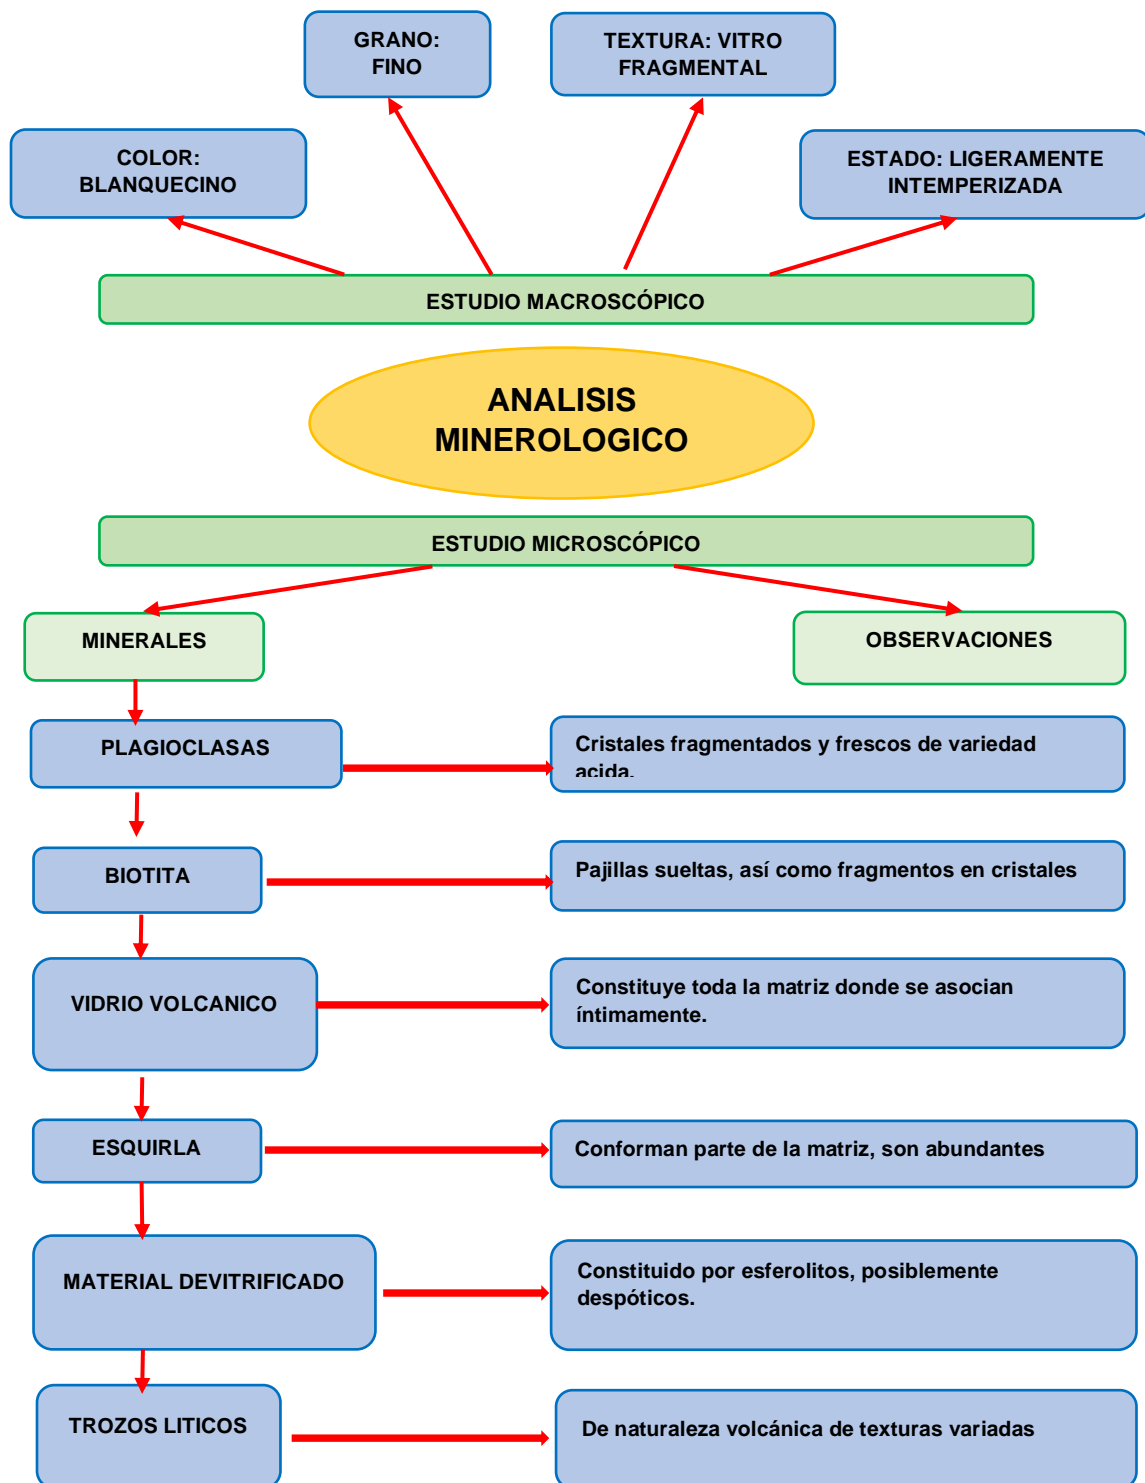 GRANO:
FINO
TEXTURA: VITRO
FRAGMENTAL
COLOR:
BLANQUECINO
ESTADO: LIGERAMENTE
INTEMPERIZADA
ESTUDIO MACROSCÓPICO
ANALISIS
MINEROLOGICO
ESTUDIO MICROSCÓPICO
MINERALES
OBSERVACIONES
PLAGIOCLASAS
Cristales fragmentados y frescos de variedad
acida.
BIOTITA
Pajillas sueltas, así como fragmentos en cristales
VIDRIO VOLCANICO
Constituye toda la matriz donde se asocian
íntimamente.
ESQUIRLA
Conforman parte de la matriz, son abundantes
MATERIAL DEVITRIFICADO
Constituido por esferolitos, posiblemente
despóticos.
TROZOS LITICOS
De naturaleza volcánica de texturas variadas